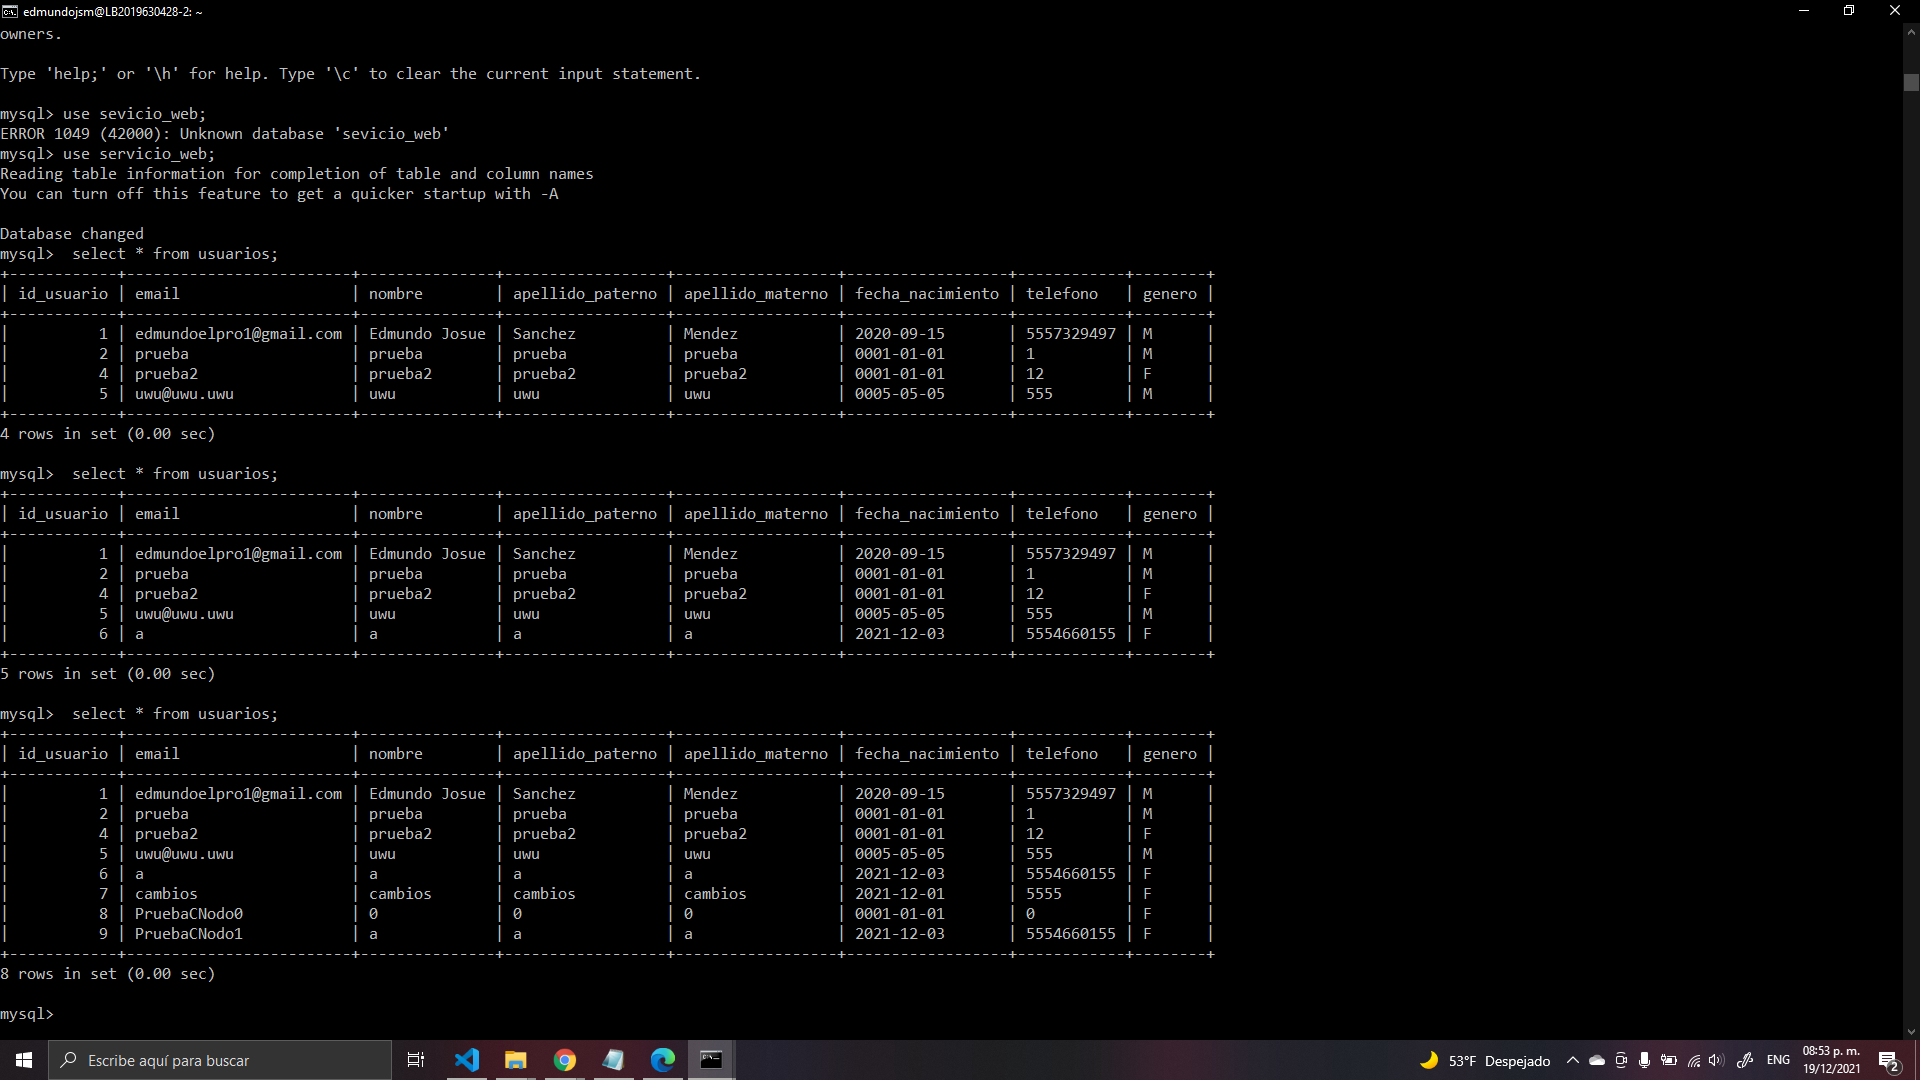 edmundojsm@LB2019630428-2: ~
owners.
Type 'help;' or '\h' for help. Type '\c' to clear the current input statement.
mysql> use sevicio_web;
ERROR 1049 (42000): Unknown database 'sevicio_web'
mysql> use servicio_web;
Reading table information for completion of table and column names
You can turn off this feature to get a quicker startup with -A
Database changed
mysql>  select * from usuarios;
+------------+-------------------------+---------------+------------------+------------------+------------------+------------+--------+
| id_usuario | email                   | nombre        | apellido_paterno | apellido_materno | fecha_nacimiento | telefono   | genero |
+------------+-------------------------+---------------+------------------+------------------+------------------+------------+--------+
|          1 | edmundoelpro1@gmail.com | Edmundo Josue | Sanchez          | Mendez           | 2020-09-15       | 5557329497 | M      |
|          2 | prueba                  | prueba        | prueba           | prueba           | 0001-01-01       | 1          | M      |
|          4 | prueba2                 | prueba2       | prueba2          | prueba2          | 0001-01-01       | 12         | F      |
|          5 | uwu@uwu.uwu             | uwu           | uwu              | uwu              | 0005-05-05       | 555        | M      |
+------------+-------------------------+---------------+------------------+------------------+------------------+------------+--------+
4 rows in set (0.00 sec)
mysql>  select * from usuarios;
+------------+-------------------------+---------------+------------------+------------------+------------------+------------+--------+
| id_usuario | email                   | nombre        | apellido_paterno | apellido_materno | fecha_nacimiento | telefono   | genero |
+------------+-------------------------+---------------+------------------+------------------+------------------+------------+--------+
|          1 | edmundoelpro1@gmail.com | Edmundo Josue | Sanchez          | Mendez           | 2020-09-15       | 5557329497 | M      |
|          2 | prueba                  | prueba        | prueba           | prueba           | 0001-01-01       | 1          | M      |
|          4 | prueba2                 | prueba2       | prueba2          | prueba2          | 0001-01-01       | 12         | F      |
|          5 | uwu@uwu.uwu             | uwu           | uwu              | uwu              | 0005-05-05       | 555        | M      |
|          6 | a                       | a             | a                | a                | 2021-12-03       | 5554660155 | F      |
+------------+-------------------------+---------------+------------------+------------------+------------------+------------+--------+
5 rows in set (0.00 sec)
mysql>  select * from usuarios;
+------------+-------------------------+---------------+------------------+------------------+------------------+------------+--------+
| id_usuario | email                   | nombre        | apellido_paterno | apellido_materno | fecha_nacimiento | telefono   | genero |
+------------+-------------------------+---------------+------------------+------------------+------------------+------------+--------+
|          1 | edmundoelpro1@gmail.com | Edmundo Josue | Sanchez          | Mendez           | 2020-09-15       | 5557329497 | M      |
|          2 | prueba                  | prueba        | prueba           | prueba           | 0001-01-01       | 1          | M      |
|          4 | prueba2                 | prueba2       | prueba2          | prueba2          | 0001-01-01       | 12         | F      |
|          5 | uwu@uwu.uwu             | uwu           | uwu              | uwu              | 0005-05-05       | 555        | M      |
|          6 | a                       | a             | a                | a                | 2021-12-03       | 5554660155 | F      |
|          7 | cambios                 | cambios       | cambios          | cambios          | 2021-12-01       | 5555       | F      |
|          8 | PruebaCNodo0            | 0             | 0                | 0                | 0001-01-01       | 0          | F      |
|          9 | PruebaCNodo1            | a             | a                | a                | 2021-12-03       | 5554660155 | F      |
+------------+-------------------------+---------------+------------------+------------------+------------------+------------+--------+
8 rows in set (0.00 sec)
mysql>
Escribe aquí para buscar
53°F Despejado
ENG
08:53 p. m.
19/12/2021
2